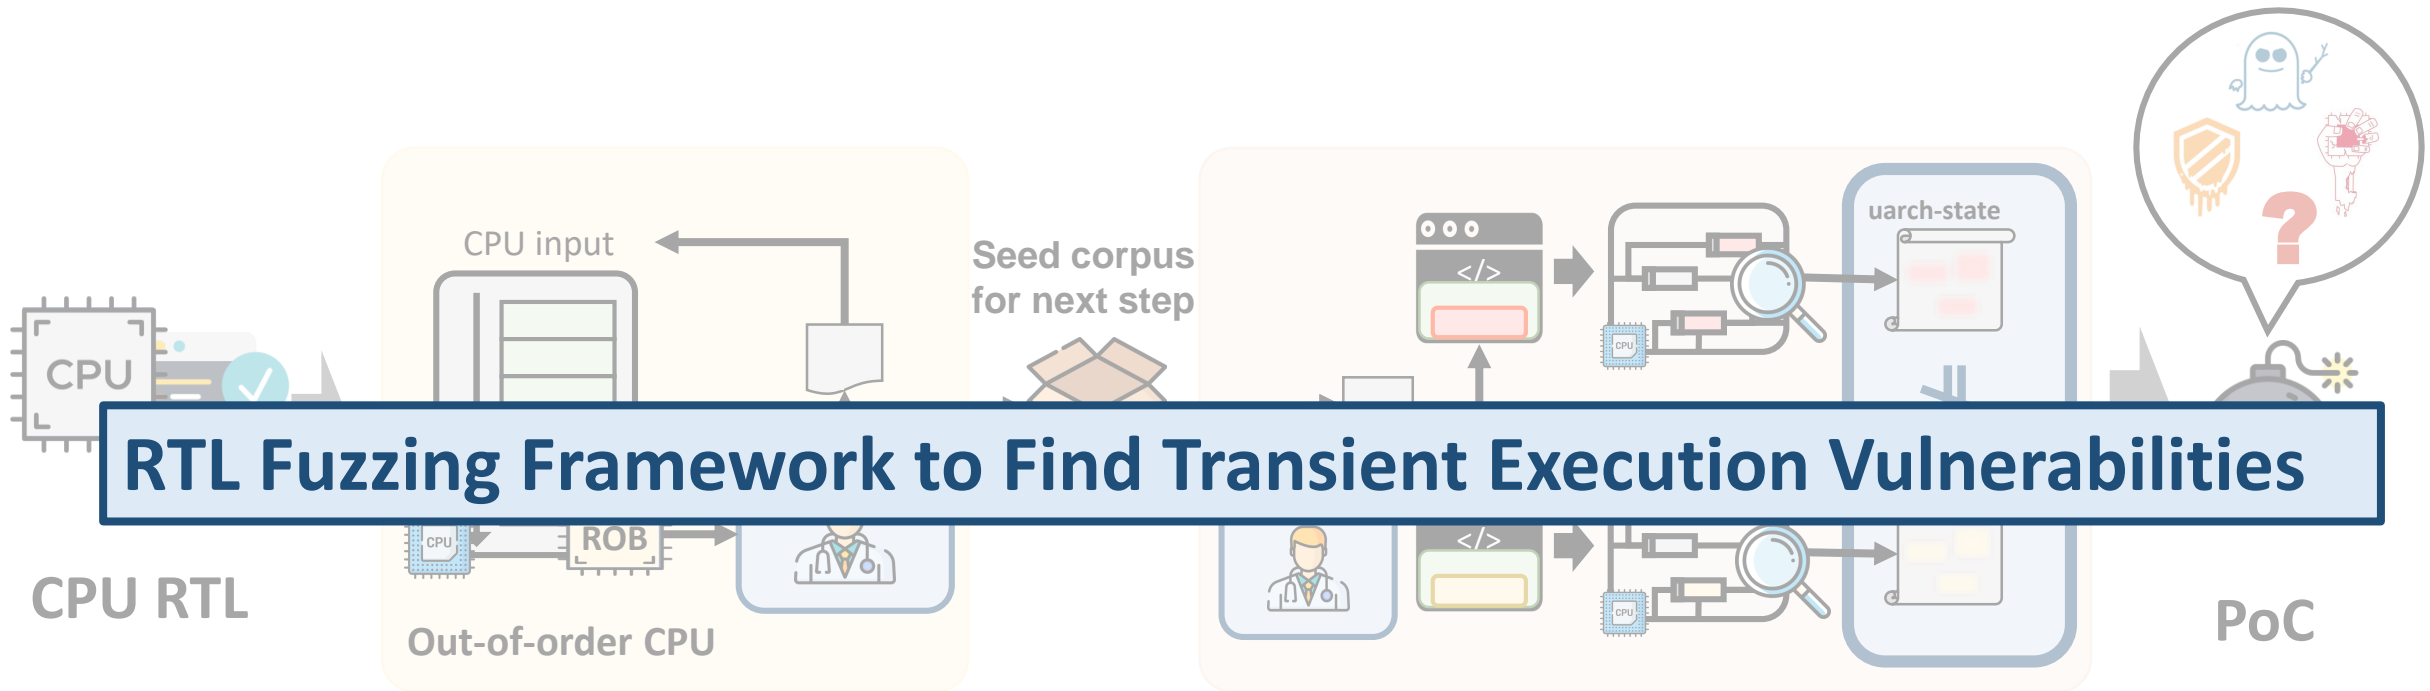 uarch-state
CPU input
Seed corpus
for next step
</>
CPU
CPU
?
RTL Fuzzing Framework to Find Transient Execution Vulnerabilities
CPU
ROB
</>
CPU
CPU RTL
Out-of-order CPU
PoC